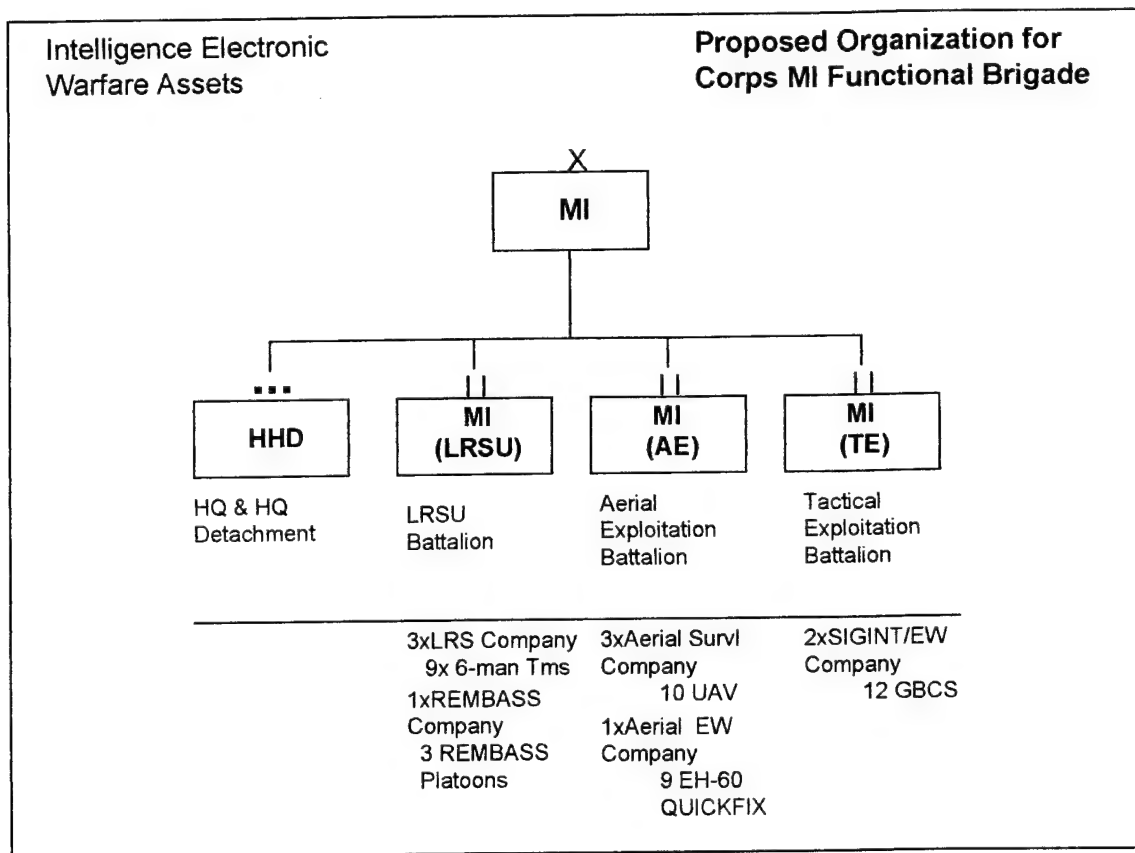 Intelligence Electronic
Warfare Assets
Proposed Organization for
Corps MI Functional Brigade
X
MI
HHD
HQ & HQ
Detachment
MI
(LRSU)
LRSU
Battalion
MI
(AE)
Aerial
Exploitation
Battalion
MI
(TE)
Tactical
Exploitation
Battalion
3xLRS Company
9x 6-man Tms
1xREMBASS
Company
3 REMBASS
Platoons
3xAerial Survl
Company
10 UAV
1xAerial EW
Company
9 EH-60
QUICKFIX
2xSIGINT/EW
Company
12 GBCS